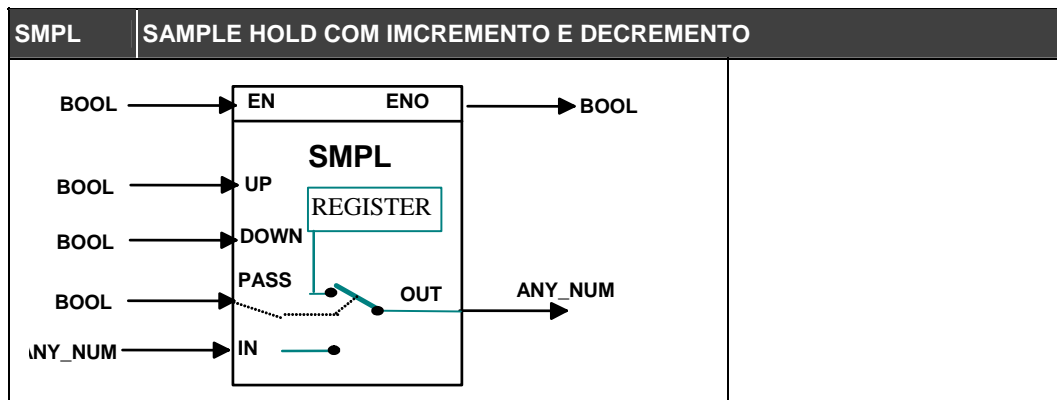 SMPL SAMPLE HOLD COM IMCREMENTO E DECREMENTO
BOOL EN ENO BOOL
SMPL
BOOL UP
REGISTER
BOOL DOWN
PASS
BOOL OUT ANY_NUM
NY_NUM IN